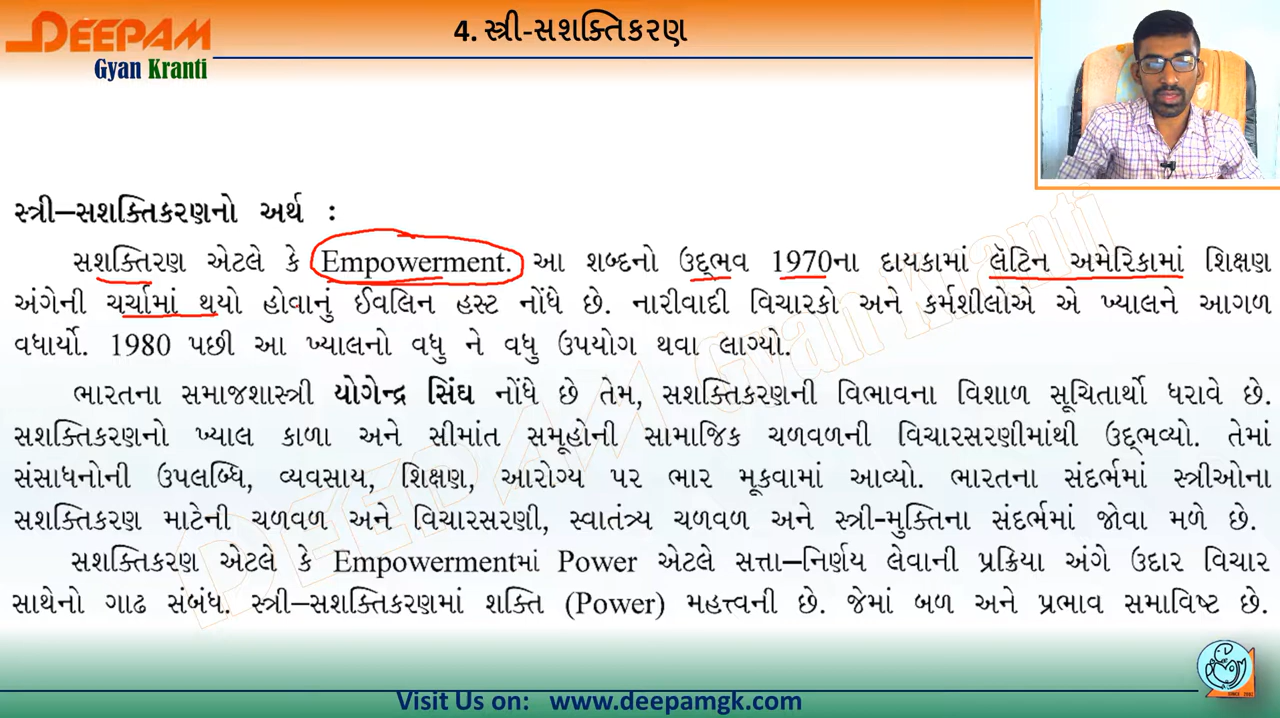 DEEPAM
Gyan Kranti
4. સ્ત્રી-સશક્તિકરણ
સ્ત્રી–સશક્તિકરણનો અર્થ :
સશક્તિરણ એટલે કે Empowerment. આ શબ્દનો ઉદ્ભવ 1970ના દાયકામાં લૅટિન અમેરિકામાં શિક્ષણ
અંગેની ચર્ચામાં થયો હોવાનું ઈવલિન હસ્ટ નોંધે છે. નારીવાદી વિચારકો અને કર્મશીલોએ એ ખ્યાલને આગળ
વધાર્યો. 1980 પછી આ ખ્યાલનો વધુ ને વધુ ઉપયોગ થવા લાગ્યો.
ભારતના સમાજશાસ્ત્રી યોગેન્દ્ર સિંઘ નોંધે છે તેમ, સશક્તિકરણની વિભાવના વિશાળ સૂચિતાર્થો ધરાવે છે.
સશક્તિકરણનો ખ્યાલ કાળા અને સીમાંત સમૂહોની સામાજિક ચળવળની વિચારસરણીમાંથી ઉદ્ભવ્યો. તેમાં
સંસાધનોની ઉપલબ્ધિ, વ્યવસાય, શિક્ષણ, આરોગ્ય પર ભાર મૂકવામાં આવ્યો. ભારતના સંદર્ભમાં સ્ત્રીઓના
સશક્તિકરણ માટેની ચળવળ અને વિચારસરણી, સ્વાતંત્ર્ય ચળવળ અને સ્ત્રી-મુક્તિના સંદર્ભમાં જોવા મળે છે.
સશક્તિકરણ એટલે કે Empowermentમાં Power એટલે સત્તા–નિર્ણય લેવાની પ્રક્રિયા અંગે ઉદાર વિચાર
સાથેનો ગાઢ સંબંધ. સ્ત્રી–સશક્તિકરણમાં શક્તિ (Power) મહત્ત્વની છે. જેમાં બળ અને પ્રભાવ સમાવિષ્ટ છે.
DEEPAM Gyan Kranti
Visit Us on: www.deepamgk.com